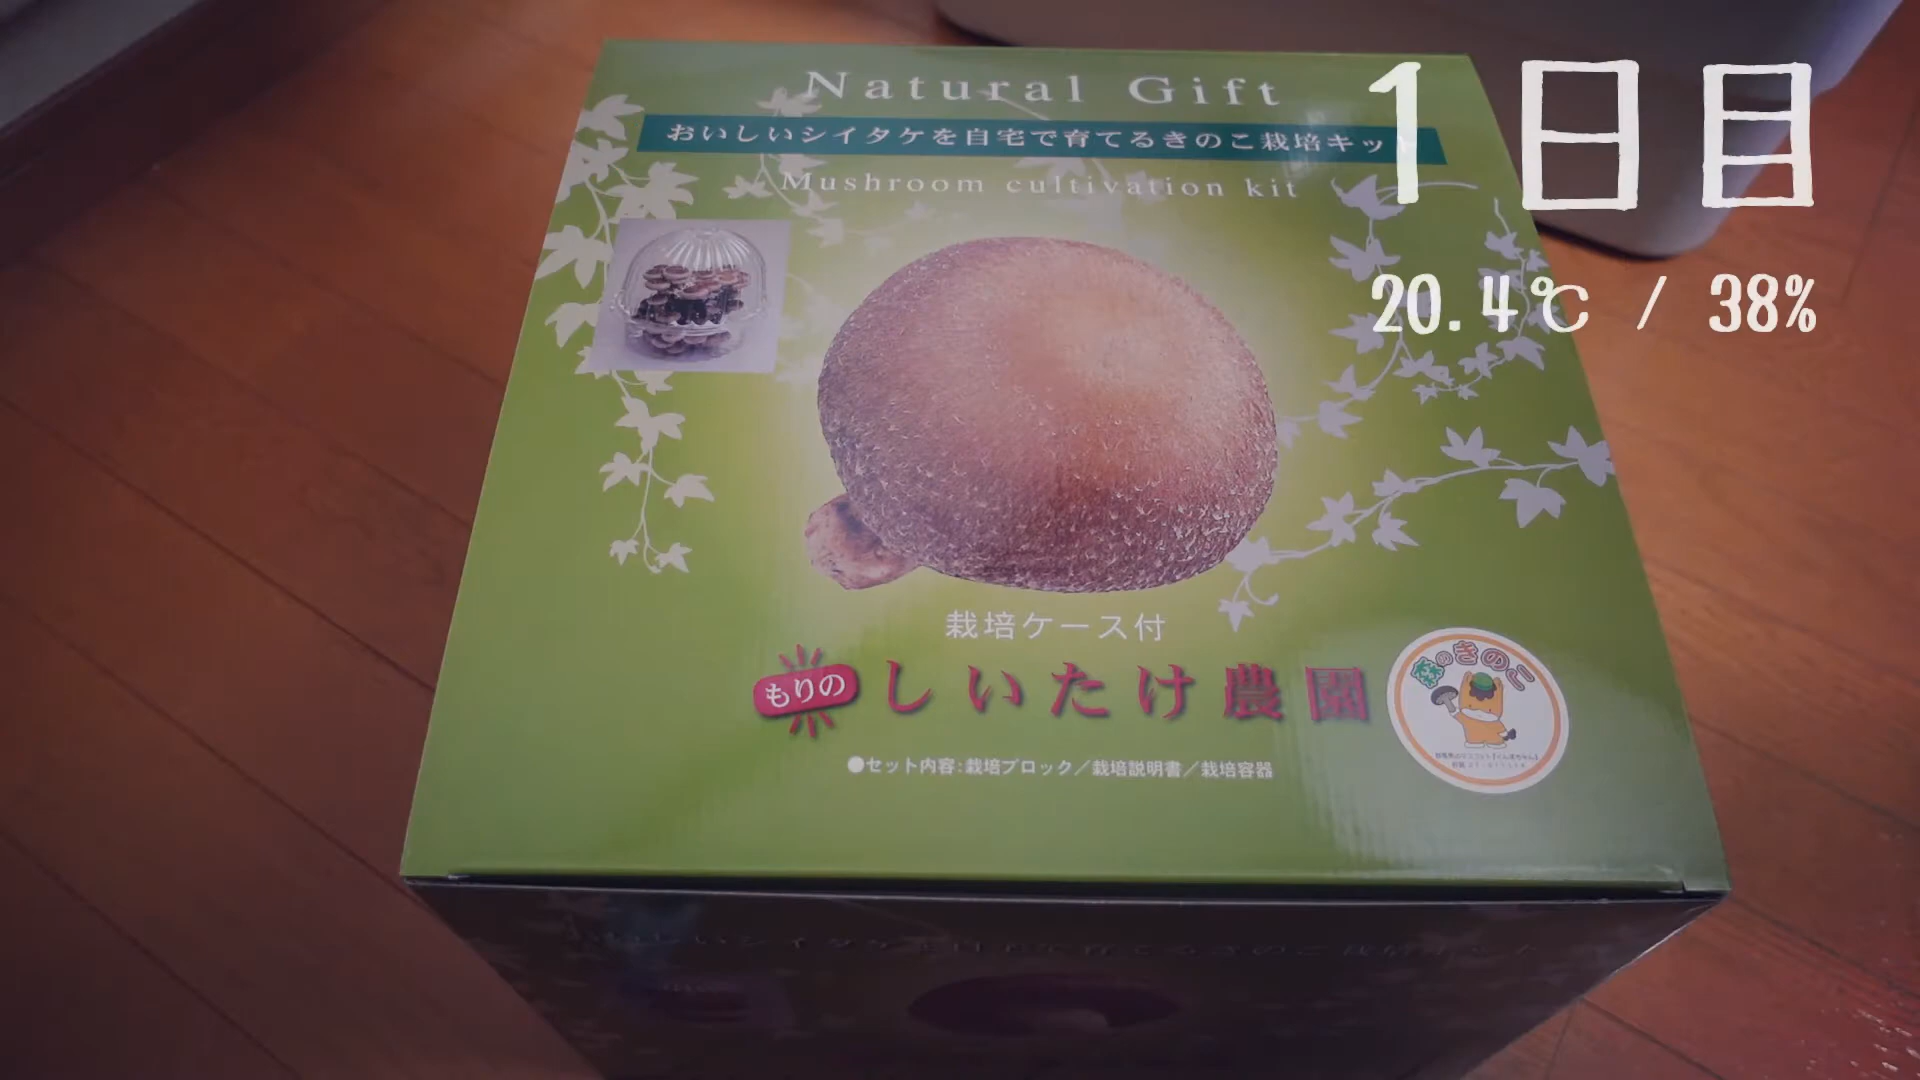 Natural Gift
おいしいシイタケを自宅で育てるきのこ栽培キット
Mushroom cultivation kit
1日目
20.4℃ / 38%
栽培ケース付
もりの しいたけ農園
●セット内容:栽培ブロック/栽培説明書/栽培容器
森のきのこ